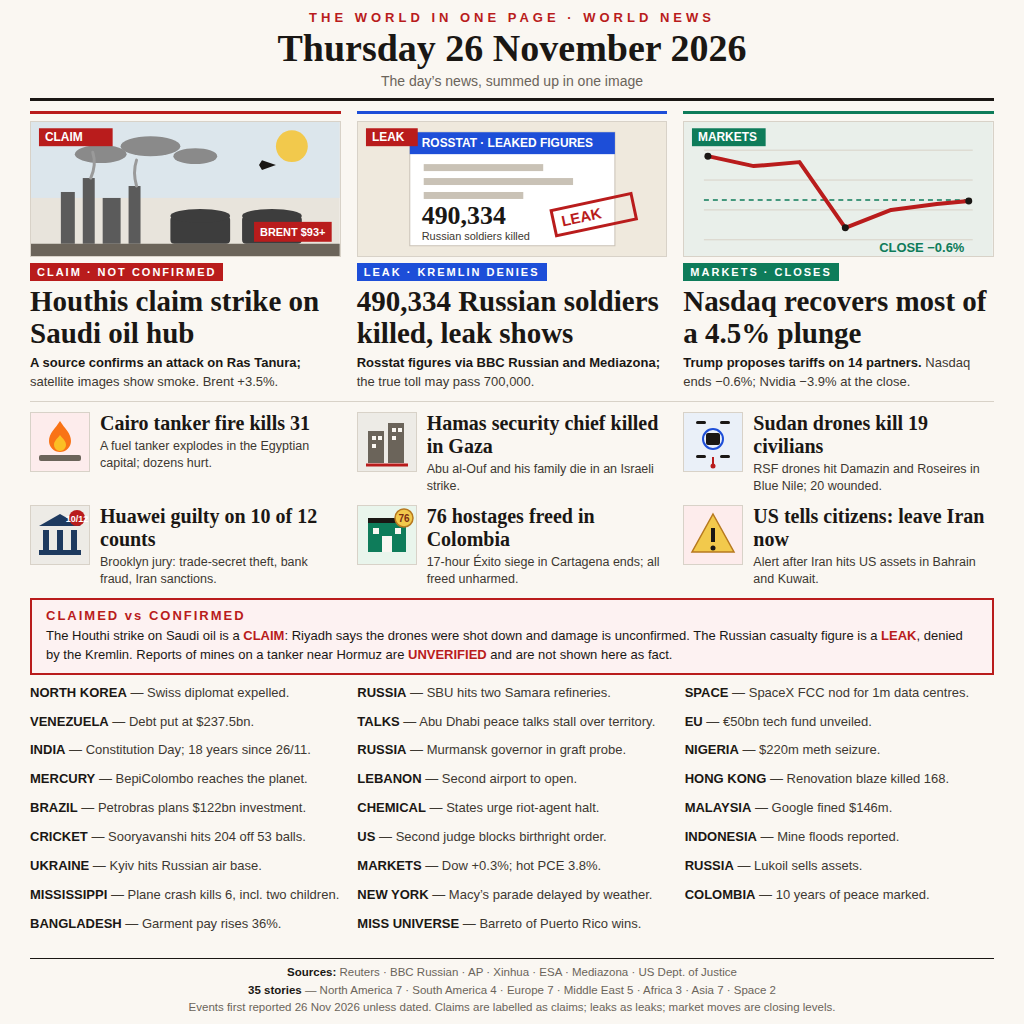 THE WORLD IN ONE PAGE · WORLD NEWS
Thursday 26 November 2026
The day's news, summed up in one image
CLAIM
BRENT $93+
CLAIM · NOT CONFIRMED
Houthis claim strike on
Saudi oil hub
A source confirms an attack on Ras Tanura;
satellite images show smoke. Brent +3.5%.
LEAK
ROSSTAT · LEAKED FIGURES
490,334
Russian soldiers killed
LEAK
LEAK · KREMLIN DENIES
490,334 Russian soldiers
killed, leak shows
Rosstat figures via BBC Russian and Mediazona;
the true toll may pass 700,000.
MARKETS
CLOSE −0.6%
MARKETS · CLOSES
Nasdaq recovers most of
a 4.5% plunge
Trump proposes tariffs on 14 partners. Nasdaq
ends −0.6%; Nvidia −3.9% at the close.
Cairo tanker fire kills 31
A fuel tanker explodes in the Egyptian
capital; dozens hurt.
Hamas security chief killed
in Gaza
Abu al-Ouf and his family die in an Israeli
strike.
Sudan drones kill 19
civilians
RSF drones hit Damazin and Roseires in
Blue Nile; 20 wounded.
Huawei guilty on 10 of 12
counts
Brooklyn jury: trade-secret theft, bank
fraud, Iran sanctions.
76
76 hostages freed in
Colombia
17-hour Éxito siege in Cartagena ends; all
freed unharmed.
US tells citizens: leave Iran
now
Alert after Iran hits US assets in Bahrain
and Kuwait.
CLAIMED vs CONFIRMED
The Houthi strike on Saudi oil is a CLAIM: Riyadh says the drones were shot down and damage is unconfirmed. The Russian casualty figure is a LEAK, denied
by the Kremlin. Reports of mines on a tanker near Hormuz are UNVERIFIED and are not shown here as fact.
NORTH KOREA — Swiss diplomat expelled.
VENEZUELA — Debt put at $237.5bn.
INDIA — Constitution Day; 18 years since 26/11.
MERCURY — BepiColombo reaches the planet.
BRAZIL — Petrobras plans $122bn investment.
CRICKET — Sooryavanshi hits 204 off 53 balls.
UKRAINE — Kyiv hits Russian air base.
MISSISSIPPI — Plane crash kills 6, incl. two children.
BANGLADESH — Garment pay rises 36%.
RUSSIA — SBU hits two Samara refineries.
TALKS — Abu Dhabi peace talks stall over territory.
RUSSIA — Murmansk governor in graft probe.
LEBANON — Second airport to open.
CHEMICAL — States urge riot-agent halt.
US — Second judge blocks birthright order.
MARKETS — Dow +0.3%; hot PCE 3.8%.
NEW YORK — Macy's parade delayed by weather.
MISS UNIVERSE — Barreto of Puerto Rico wins.
SPACE — SpaceX FCC nod for 1m data centres.
EU — €50bn tech fund unveiled.
NIGERIA — $220m meth seizure.
HONG KONG — Renovation blaze killed 168.
MALAYSIA — Google fined $146m.
INDONESIA — Mine floods reported.
RUSSIA — Lukoil sells assets.
COLOMBIA — 10 years of peace marked.
Sources: Reuters · BBC Russian · AP · Xinhua · ESA · Mediazona · US Dept. of Justice
35 stories — North America 7 · South America 4 · Europe 7 · Middle East 5 · Africa 3 · Asia 7 · Space 2
Events first reported 26 Nov 2026 unless dated. Claims are labelled as claims; leaks as leaks; market moves are closing levels.